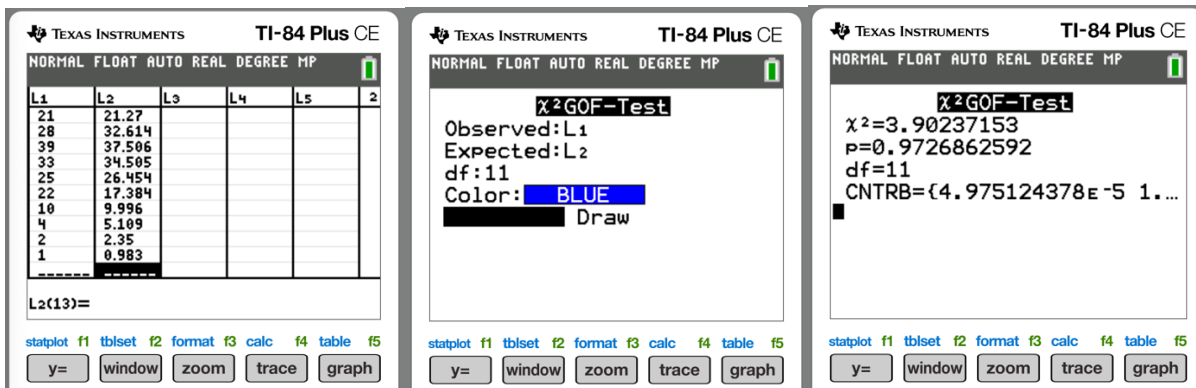 TEXAS INSTRUMENTS TI-84 Plus CE
NORMAL FLOAT AUTO REAL DEGREE MP
L1 L2 L3 L4 L5 2
21 21.27
28 32.614
39 37.506
33 34.505
25 26.454
22 17.384
10 9.996
4 5.109
2 2.35
1 0.983
------ ------
L2(13)=
statplot f1 tblset f2 format f3 calc f4 table f5
y= window zoom trace graph
TEXAS INSTRUMENTS TI-84 Plus CE
NORMAL FLOAT AUTO REAL DEGREE MP
χ²GOF-Test
Observed:L1
Expected:L2
df:11
Color: BLUE
Draw
statplot f1 tblset f2 format f3 calc f4 table f5
y= window zoom trace graph
TEXAS INSTRUMENTS TI-84 Plus CE
NORMAL FLOAT AUTO REAL DEGREE MP
χ²GOF-Test
χ²=3.90237153
p=0.9726862592
df=11
CNTRB={4.975124378E-5 1.…
statplot f1 tblset f2 format f3 calc f4 table f5
y= window zoom trace graph